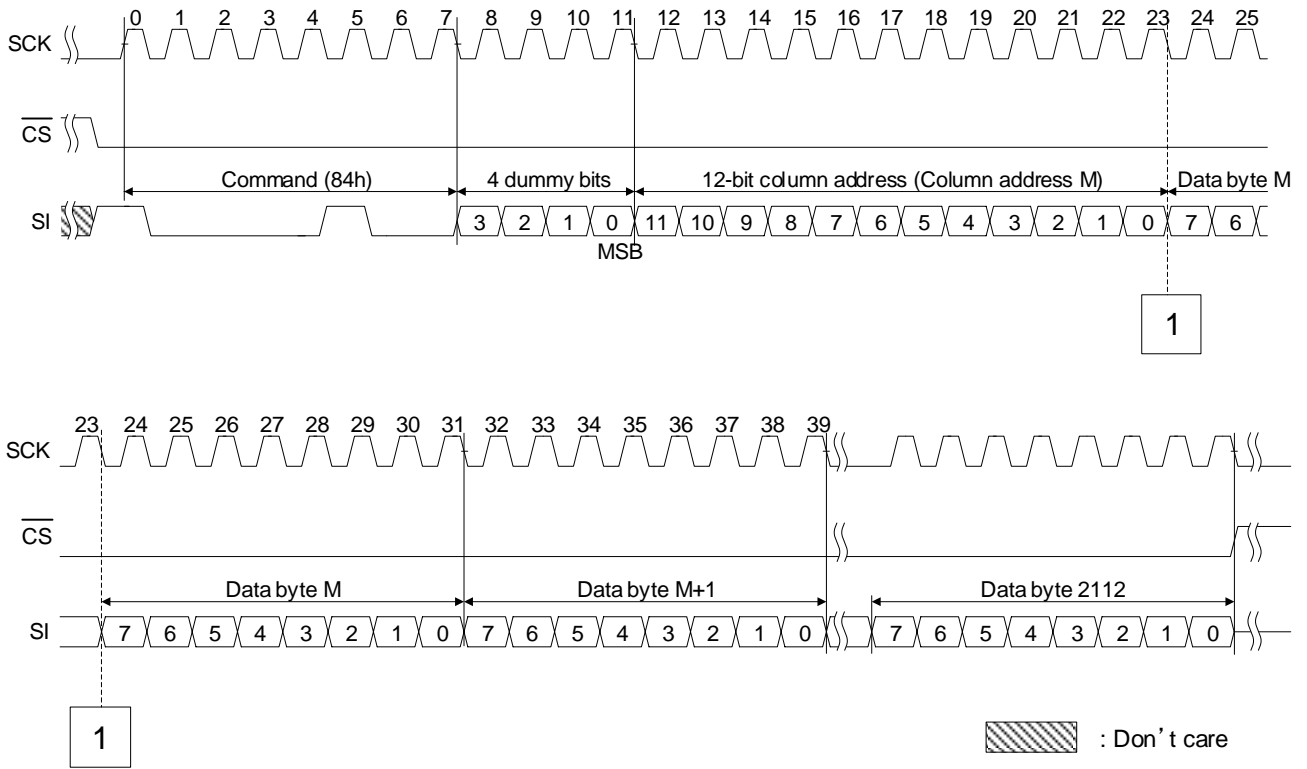 0 1 2 3 4 5 6 7 8 9 10 11 12 13 14 15 16 17 18 19 20 21 22 23 24 25
SCK
CS
Command (84h) 4 dummy bits 12-bit column address (Column address M) Data byte M
SI 3 2 1 0 11 10 9 8 7 6 5 4 3 2 1 0 7 6
MSB
1
23 24 25 26 27 28 29 30 31 32 33 34 35 36 37 38 39
SCK
CS
Data byte M Data byte M+1 Data byte 2112
SI 7 6 5 4 3 2 1 0 7 6 5 4 3 2 1 0 7 6 5 4 3 2 1 0
1
: Don't care